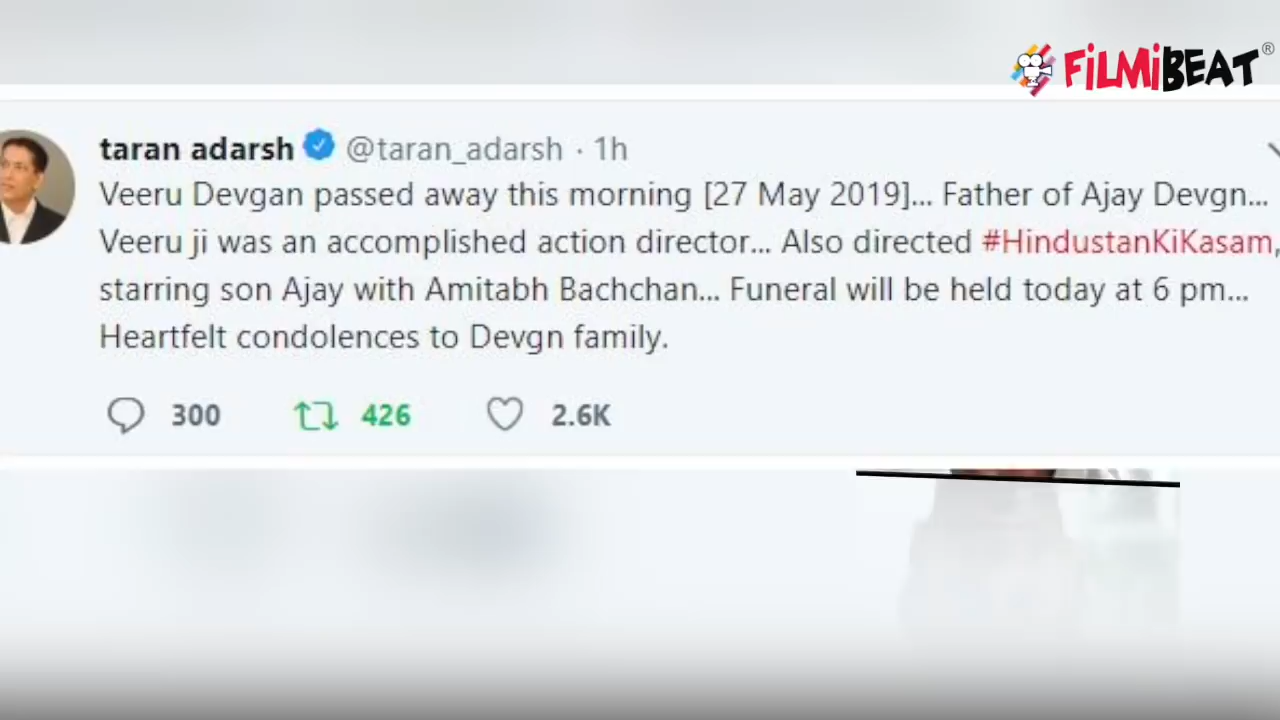 FiLMiBEAT®
taran adarsh @taran_adarsh · 1h
Veeru Devgan passed away this morning [27 May 2019]... Father of Ajay Devgn...
Veeru ji was an accomplished action director... Also directed #HindustanKiKasam,
starring son Ajay with Amitabh Bachchan... Funeral will be held today at 6 pm...
Heartfelt condolences to Devgn family.
300 426 2.6K